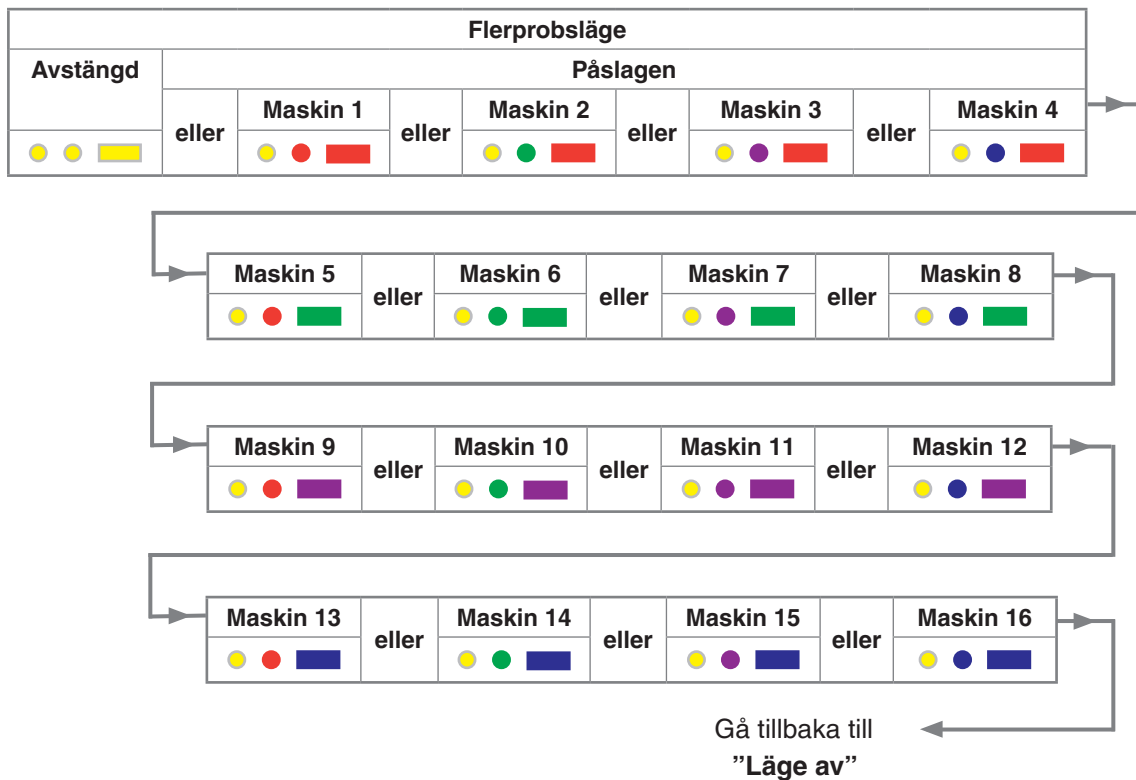 Flerprobsläge
Avstängd Påslagen
eller Maskin 1 eller Maskin 2 eller Maskin 3 eller Maskin 4
Maskin 5 eller Maskin 6 eller Maskin 7 eller Maskin 8
Maskin 9 eller Maskin 10 eller Maskin 11 eller Maskin 12
Maskin 13 eller Maskin 14 eller Maskin 15 eller Maskin 16
Gå tillbaka till
”Läge av”